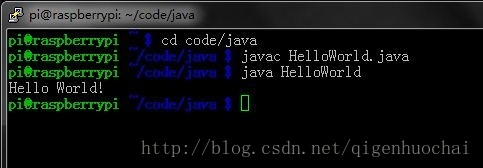 pi@raspberrypi: ~/code/java
pi@raspberrypi ~ $ cd code/java
pi@raspberrypi ~/code/java $ javac HelloWorld.java
pi@raspberrypi ~/code/java $ java HelloWorld
Hello World!
pi@raspberrypi ~/code/java $
http://blog.csdn.net/qigenhuochai